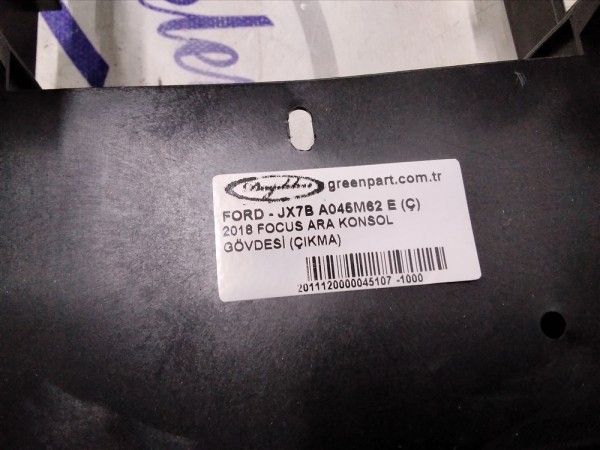 greenpart.com.tr
FORD - JX7B A045M62 E (Ç)
2018 FOCUS ARA KONSOL
GÖVDESİ (ÇIKMA)
2011120000045107 -1000